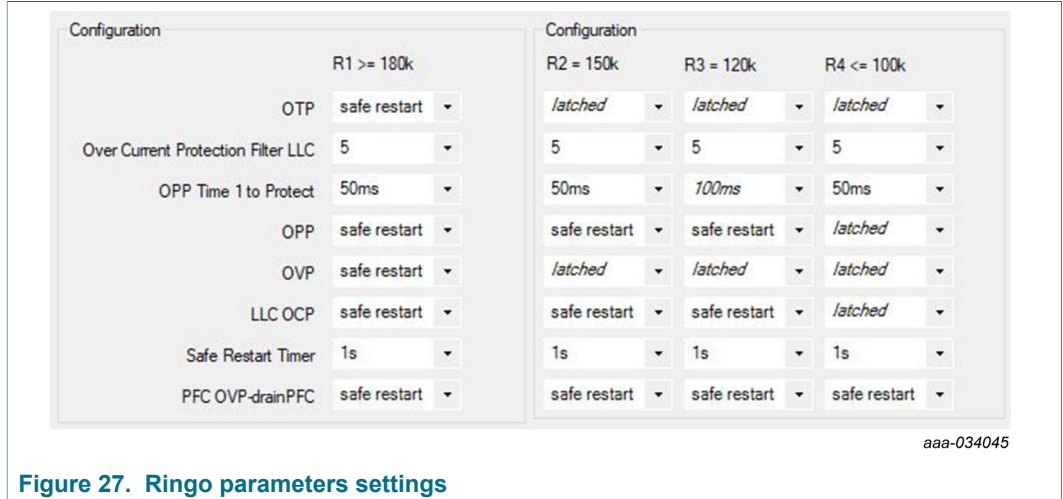 Configuration Configuration
R1 >= 180k R2 = 150k R3 = 120k R4 <= 100k
OTP safe restart latched latched latched
Over Current Protection Filter LLC 5 5 5 5
OPP Time 1 to Protect 50ms 50ms 100ms 50ms
OPP safe restart safe restart safe restart latched
OVP safe restart latched latched latched
LLC OCP safe restart safe restart safe restart latched
Safe Restart Timer 1s 1s 1s 1s
PFC OVP-drainPFC safe restart safe restart safe restart safe restart
aaa-034045
Figure 27. Ringo parameters settings